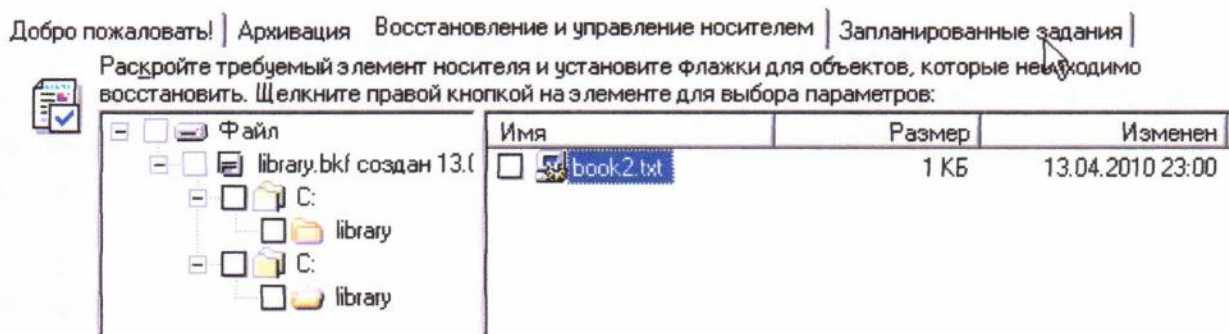 Добро пожаловать! Архивация Восстановление и управление носителем Запланированные задания
Раскройте требуемый элемент носителя и установите флажки для объектов, которые необходимо
восстановить. Щелкните правой кнопкой на элементе для выбора параметров:
Файл Имя Размер Изменен
library.bkf создан 13.0 book2.txt 1 КБ 13.04.2010 23:00
C:
library
C:
library